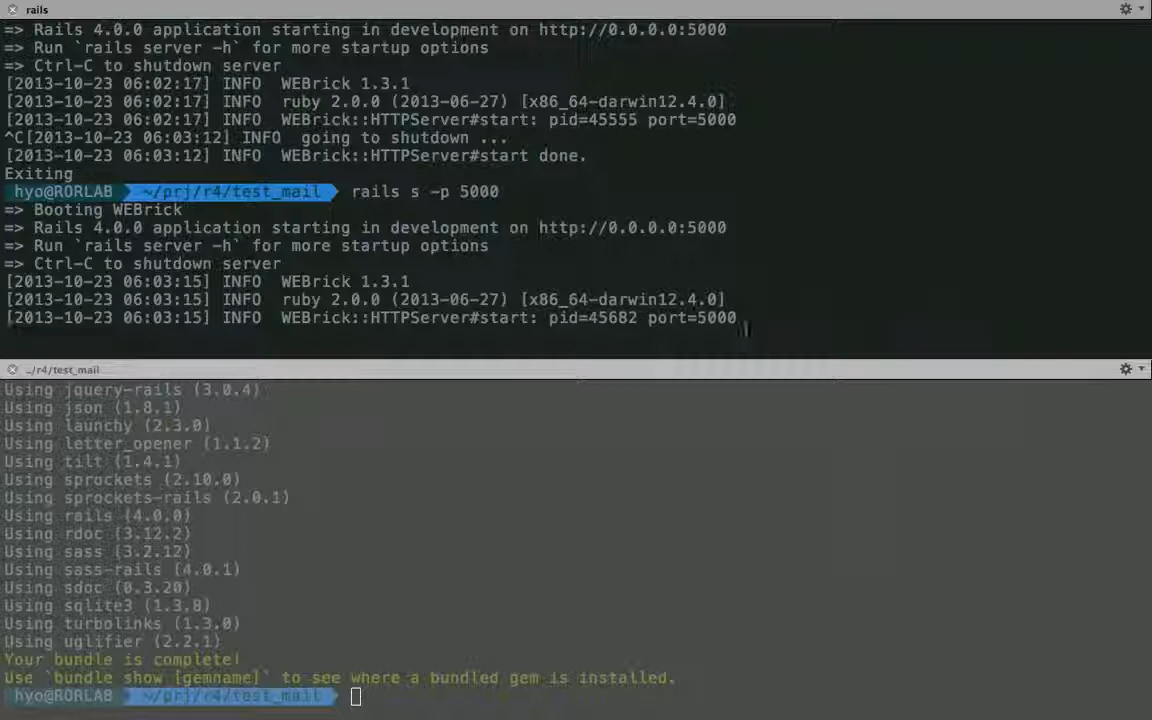 rails
=> Rails 4.0.0 application starting in development on http://0.0.0.0:5000
=> Run `rails server -h` for more startup options
=> Ctrl-C to shutdown server
[2013-10-23 06:02:17] INFO  WEBrick 1.3.1
[2013-10-23 06:02:17] INFO  ruby 2.0.0 (2013-06-27) [x86_64-darwin12.4.0]
[2013-10-23 06:02:17] INFO  WEBrick::HTTPServer#start: pid=45555 port=5000
^C[2013-10-23 06:03:12] INFO  going to shutdown ...
[2013-10-23 06:03:12] INFO  WEBrick::HTTPServer#start done.
Exiting
hyo@RORLAB ~/prj/r4/test_mail rails s -p 5000
=> Booting WEBrick
=> Rails 4.0.0 application starting in development on http://0.0.0.0:5000
=> Run `rails server -h` for more startup options
=> Ctrl-C to shutdown server
[2013-10-23 06:03:15] INFO  WEBrick 1.3.1
[2013-10-23 06:03:15] INFO  ruby 2.0.0 (2013-06-27) [x86_64-darwin12.4.0]
[2013-10-23 06:03:15] INFO  WEBrick::HTTPServer#start: pid=45682 port=5000
../r4/test_mail
Using jquery-rails (3.0.4)
Using json (1.8.1)
Using launchy (2.3.0)
Using letter_opener (1.1.2)
Using tilt (1.4.1)
Using sprockets (2.10.0)
Using sprockets-rails (2.0.1)
Using rails (4.0.0)
Using rdoc (3.12.2)
Using sass (3.2.12)
Using sass-rails (4.0.1)
Using sdoc (0.3.20)
Using sqlite3 (1.3.8)
Using turbolinks (1.3.0)
Using uglifier (2.2.1)
Your bundle is complete!
Use `bundle show [gemname]` to see where a bundled gem is installed.
hyo@RORLAB ~/prj/r4/test_mail